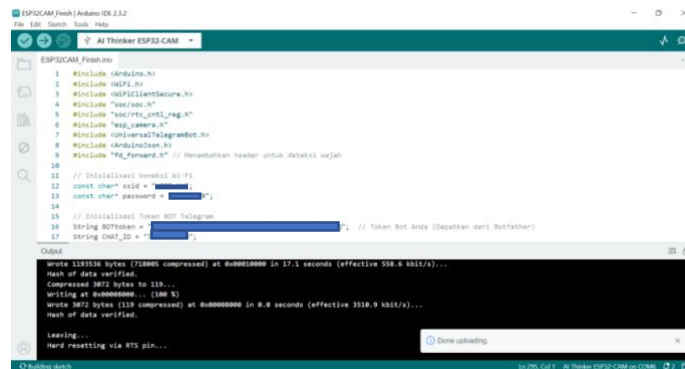 ESP32CAM_Finish | Arduino IDE 2.3.2
File Edit Sketch Tools Help
AI Thinker ESP32-CAM
ESP32CAM_Finish.ino
1 #include <Arduino.h>
2 #include <WiFi.h>
3 #include <WiFiClientSecure.h>
4 #include "soc/soc.h"
5 #include "soc/rtc_cntl_reg.h"
6 #include "esp_camera.h"
7 #include <UniversalTelegramBot.h>
8 #include <ArduinoJson.h>
9 #include "fd_forward.h" // Menambahkan header untuk deteksi wajah
10
11 // Inisialisasi koneksi Wi-Fi
12 const char* ssid = "
13 const char* password =
14
15 // Inisialisasi Token BOT Telegram
16 String BOTtoken = " "; // Token Bot Anda (Dapatkan dari Botfather)
17 String CHAT_ID = " ";
Output
Wrote 1193536 bytes (718005 compressed) at 0x00010000 in 17.1 seconds (effective 558.6 kbit/s)...
Hash of data verified.
Compressed 3072 bytes to 119...
Writing at 0x00008000... (100 %)
Wrote 3072 bytes (119 compressed) at 0x00008000 in 0.0 seconds (effective 3510.9 kbit/s)...
Hash of data verified.
Leaving...
Hard resetting via RTS pin...
Done uploading.
Building sketch
Ln 295, Col 1 AI Thinker ESP32-CAM on COM6 2